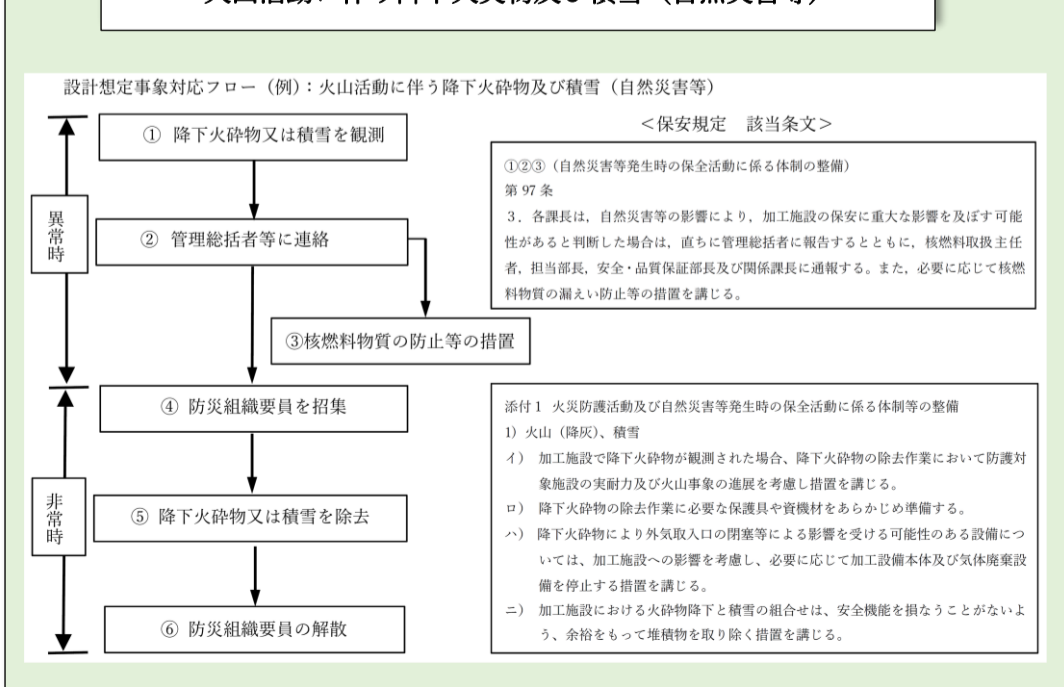 設計想定事象対応フロー（例）：火山活動に伴う降下火砕物及び積雪（自然災害等）
異常時
① 降下火砕物又は積雪を観測
② 管理総括者等に連絡
③核燃料物質の防止等の措置
非常時
④ 防災組織要員を招集
⑤ 降下火砕物又は積雪を除去
⑥ 防災組織要員の解散
＜保安規定　該当条文＞
①②③（自然災害等発生時の保全活動に係る体制の整備）
第 97 条
３．各課長は，自然災害等の影響により，加工施設の保安に重大な影響を及ぼす可能
性があると判断した場合は，直ちに管理総括者に報告するとともに，核燃料取扱主任
者，担当部長，安全・品質保証部長及び関係課長に通報する。また，必要に応じて核燃
料物質の漏えい防止等の措置を講じる。
添付１ 火災防護活動及び自然災害等発生時の保全活動に係る体制等の整備
1）火山（降灰）、積雪
イ） 加工施設で降下火砕物が観測された場合、降下火砕物の除去作業において防護対
象施設の実耐力及び火山事象の進展を考慮し措置を講じる。
ロ） 降下火砕物の除去作業に必要な保護具や資機材をあらかじめ準備する。
ハ） 降下火砕物により外気取入口の閉塞等による影響を受ける可能性のある設備につ
いては、加工施設への影響を考慮し、必要に応じて加工設備本体及び気体廃棄設
備を停止する措置を講じる。
ニ） 加工施設における火砕物降下と積雪の組合せは、安全機能を損なうことがないよ
う、余裕をもって堆積物を取り除く措置を講じる。